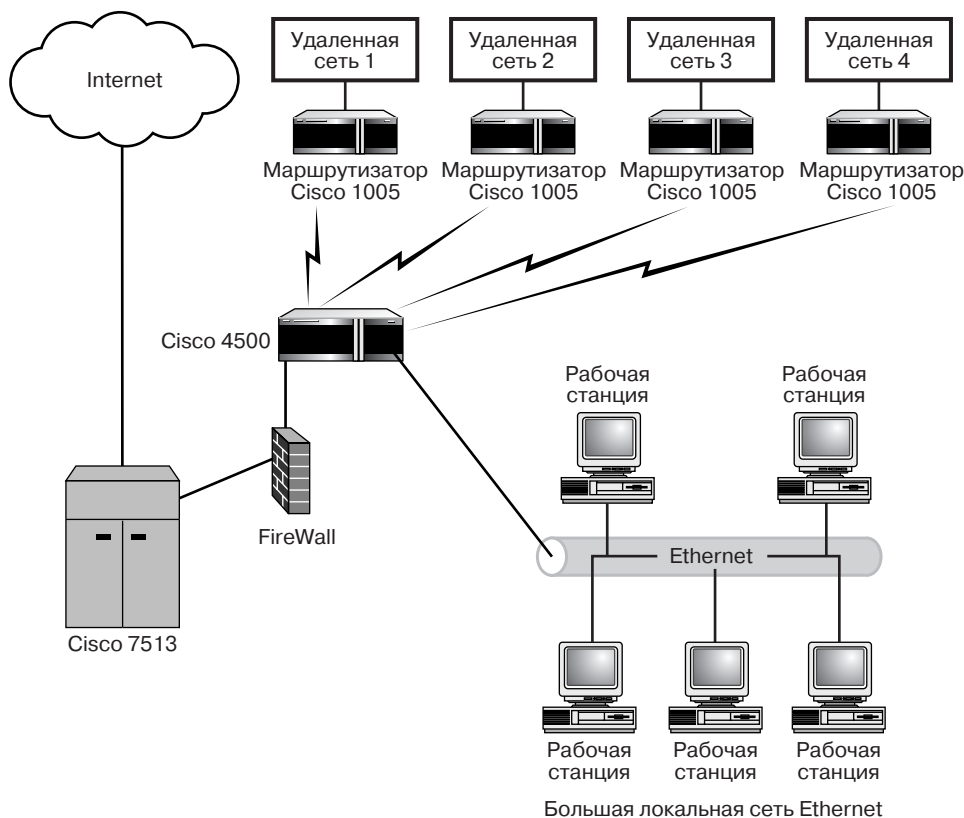 Internet
Удаленная
сеть 1
Удаленная
сеть 2
Удаленная
сеть 3
Удаленная
сеть 4
Маршрутизатор
Cisco 1005
Маршрутизатор
Cisco 1005
Маршрутизатор
Cisco 1005
Маршрутизатор
Cisco 1005
Cisco 4500
FireWall
Cisco 7513
Рабочая
станция
Рабочая
станция
Ethernet
Рабочая
станция
Рабочая
станция
Рабочая
станция
Большая локальная сеть Ethernet